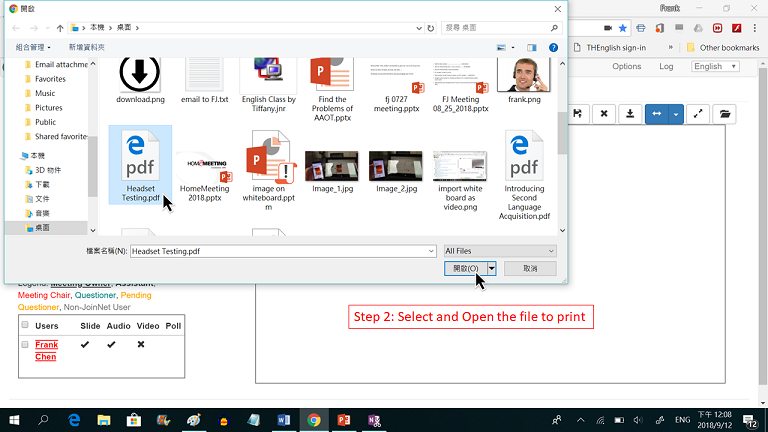 開啟
本機
桌面
搜尋 桌面
組合管理
新增資料夾
Email attachme
Favorites
Music
Pictures
Public
Shared favorite
本機
3D 物件
下載
文件
音樂
桌面
download.png
email to FJ.txt
English Class by
Tiffany.jnr
Find the
Problems of
AAOT.pptx
fj 0727
meeting.pptx
FJ Meeting
08_25_2018.pptx
frank.png
pdf
Headset
Testing.pdf
HOMEMEETING
HomeMeeting
2018.pptx
image on
whiteboard.ppt
m
Image_1.jpg
Image_2.jpg
import white
board as
video.png
pdf
Introducing
Second
Language
Acquisition.pdf
檔案名稱(N):
Headset Testing.pdf
All Files
開啟(O)
取消
Frank
THEnglish sign-in
»
Other bookmarks
Options
Log
English
Legend: Meeting Owner, Assistant,
Meeting Chair, Questioner, Pending
Questioner, Non-JoinNet User
Users Slide Audio Video Poll
Frank
Chen
Step 2: Select and Open the file to print
ENG
下午 12:08
2018/9/12
12